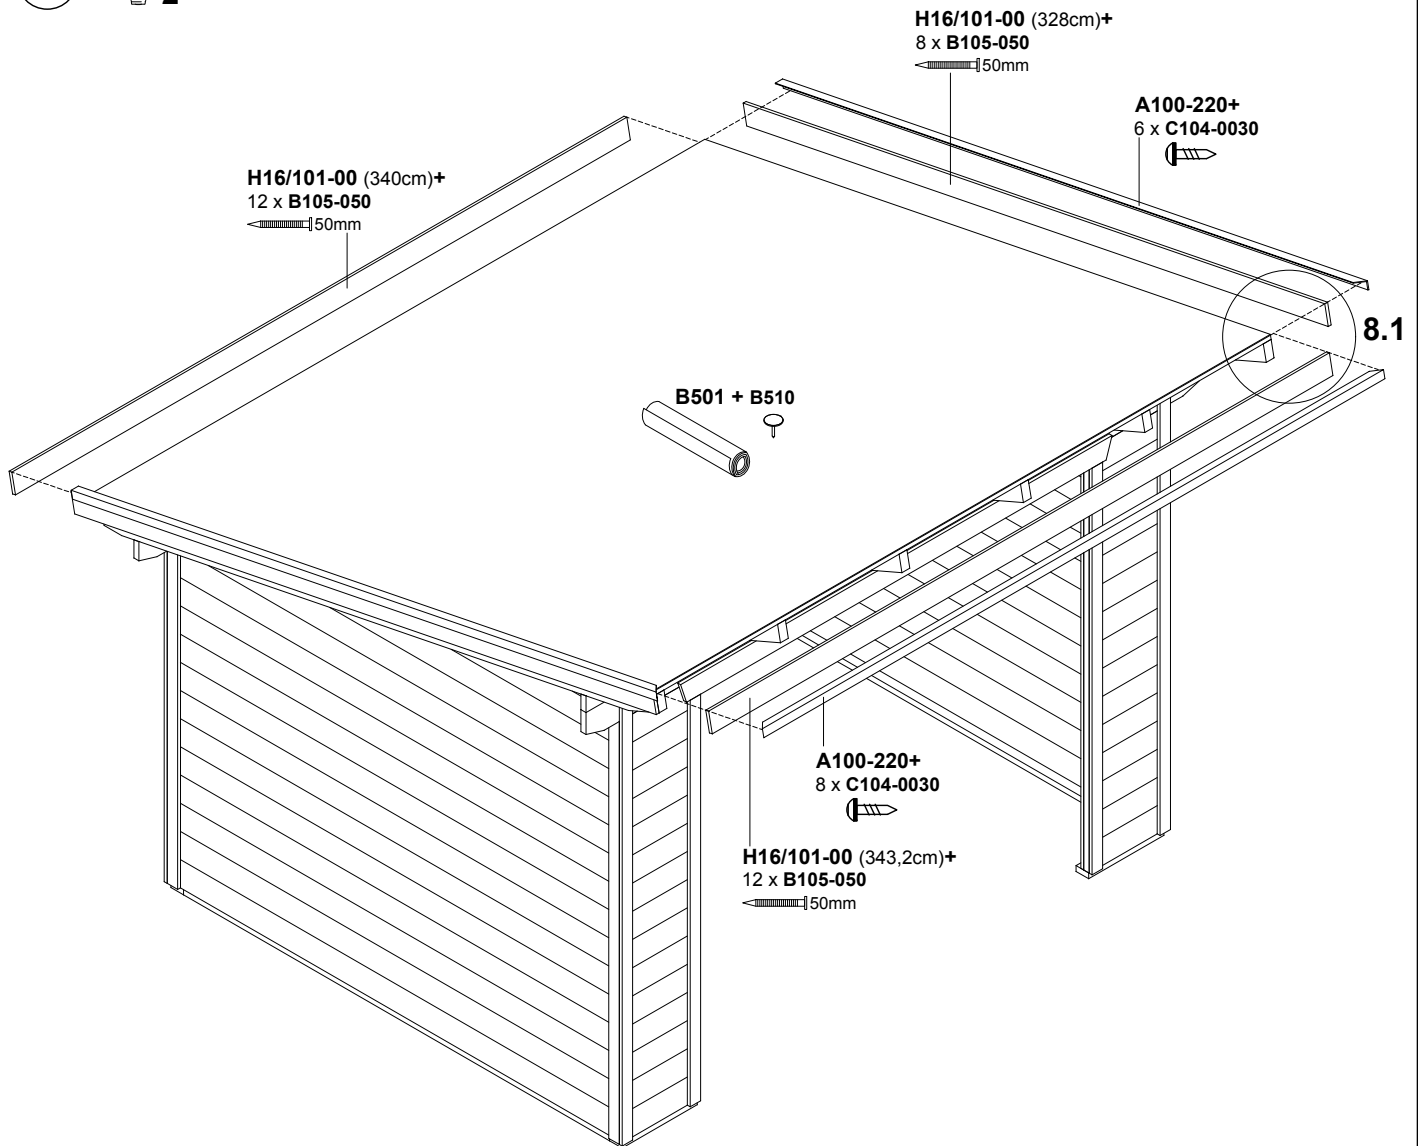 H16/101-00 (328cm)+
8 x B105-050
50mm
A100-220+
6 x C104-0030
H16/101-00 (340cm)+
12 x B105-050
50mm
8.1
B501 + B510
A100-220+
8 x C104-0030
H16/101-00 (343,2cm)+
12 x B105-050
50mm